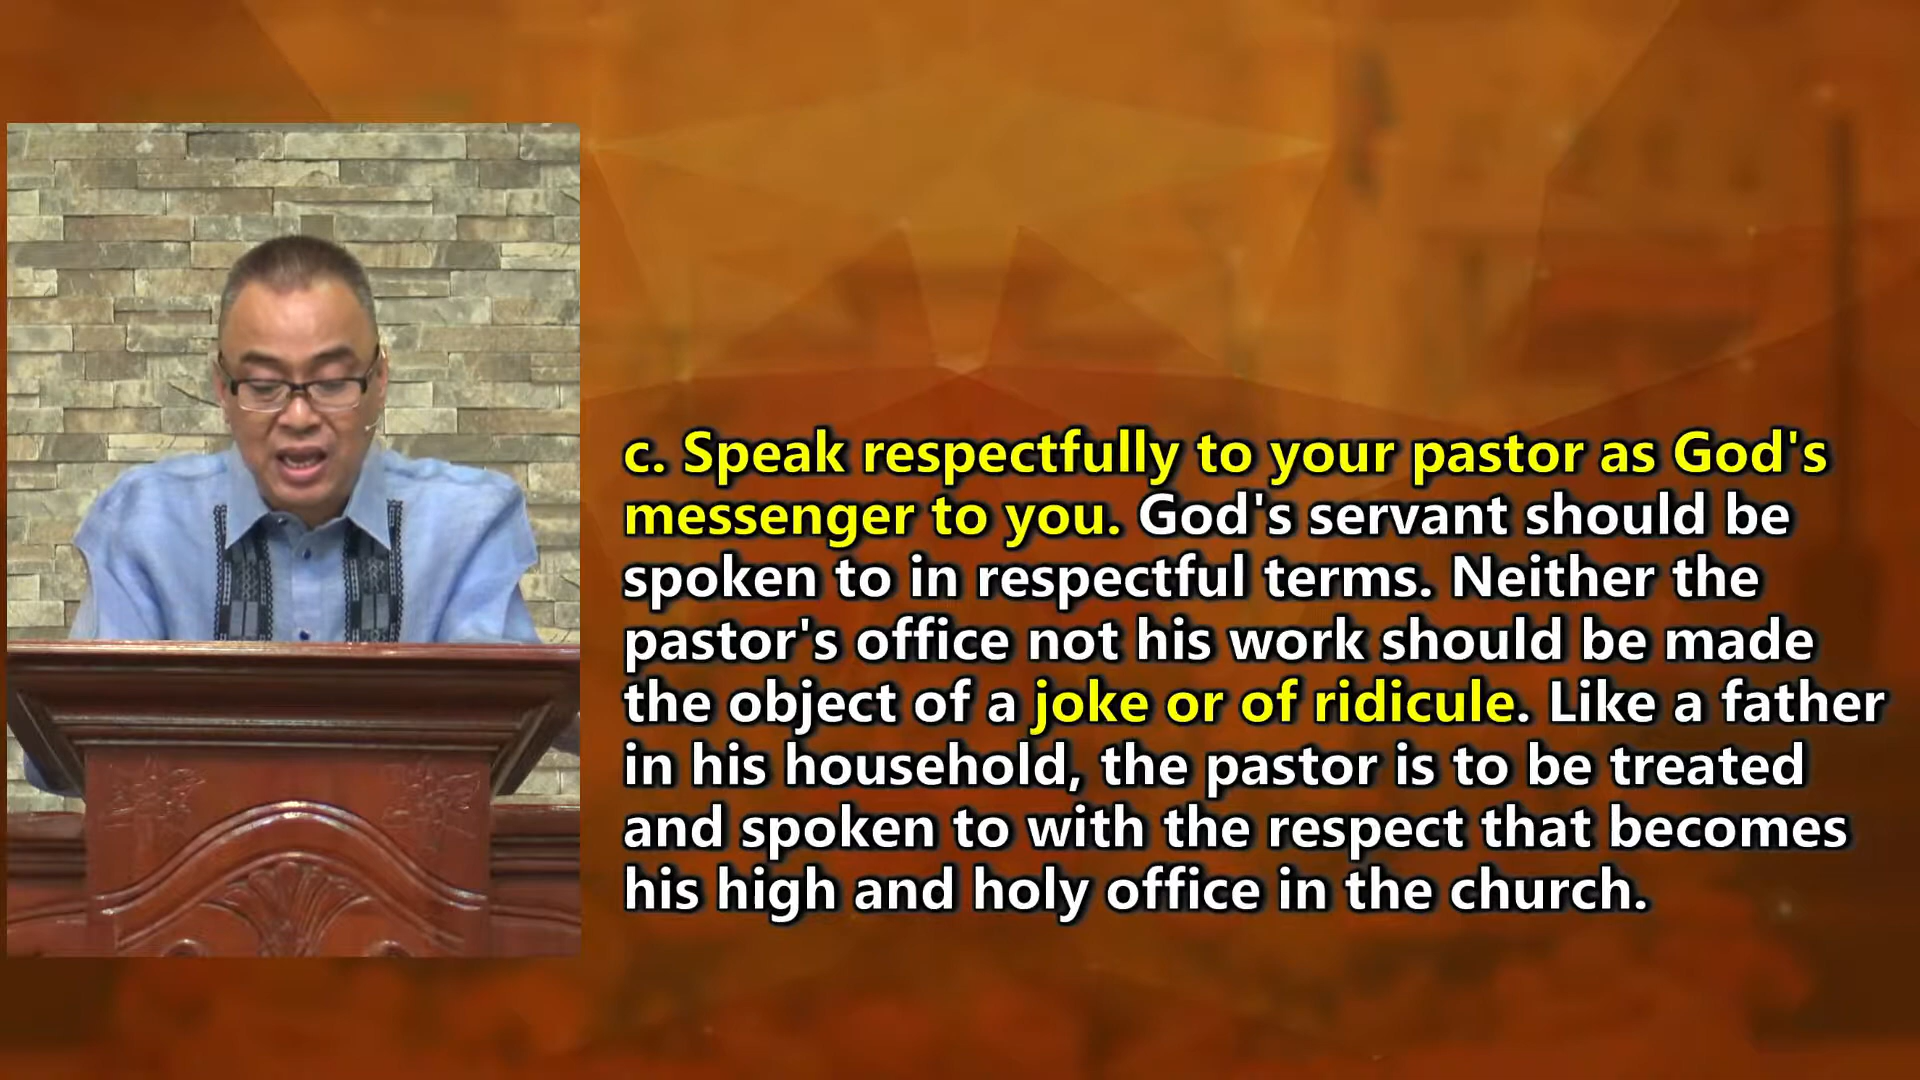 c. Speak respectfully to your pastor as God's
messenger to you. God's servant should be
spoken to in respectful terms. Neither the
pastor's office not his work should be made
the object of a joke or of ridicule. Like a father
in his household, the pastor is to be treated
and spoken to with the respect that becomes
his high and holy office in the church.